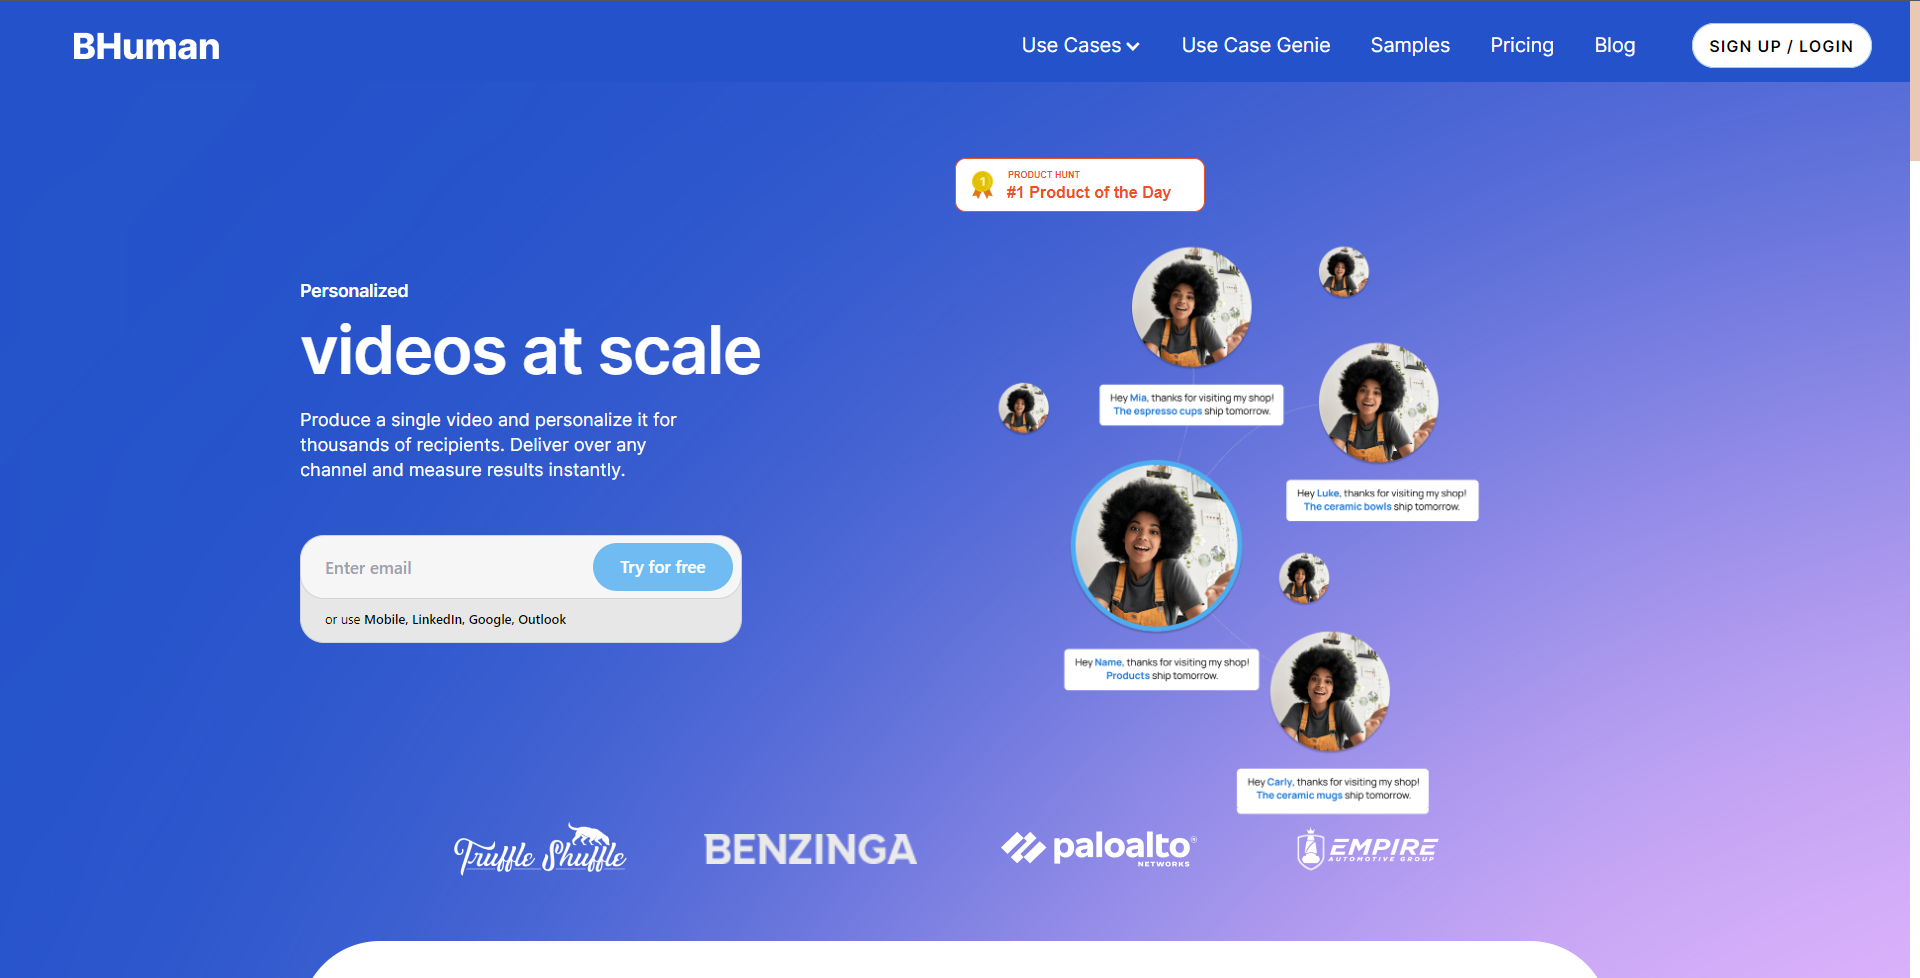 BHuman
Use Cases
Use Case Genie
Samples
Pricing
Blog
SIGN UP / LOGIN
PRODUCT HUNT
1
#1 Product of the Day
Personalized
videos at scale
Produce a single video and personalize it for
thousands of recipients. Deliver over any
channel and measure results instantly.
Enter email
Try for free
or use Mobile, LinkedIn, Google, Outlook
Hey Mia, thanks for visiting my shop!
The espresso cups ship tomorrow.
Hey Luke, thanks for visiting my shop!
The ceramic bowls ship tomorrow.
Hey Name, thanks for visiting my shop!
Products ship tomorrow.
Hey Carly, thanks for visiting my shop!
The ceramic mugs ship tomorrow.
Truffle Shuffle
BENZINGA
paloalto®
NETWORKS
EMPIRE
AUTOMOTIVE GROUP